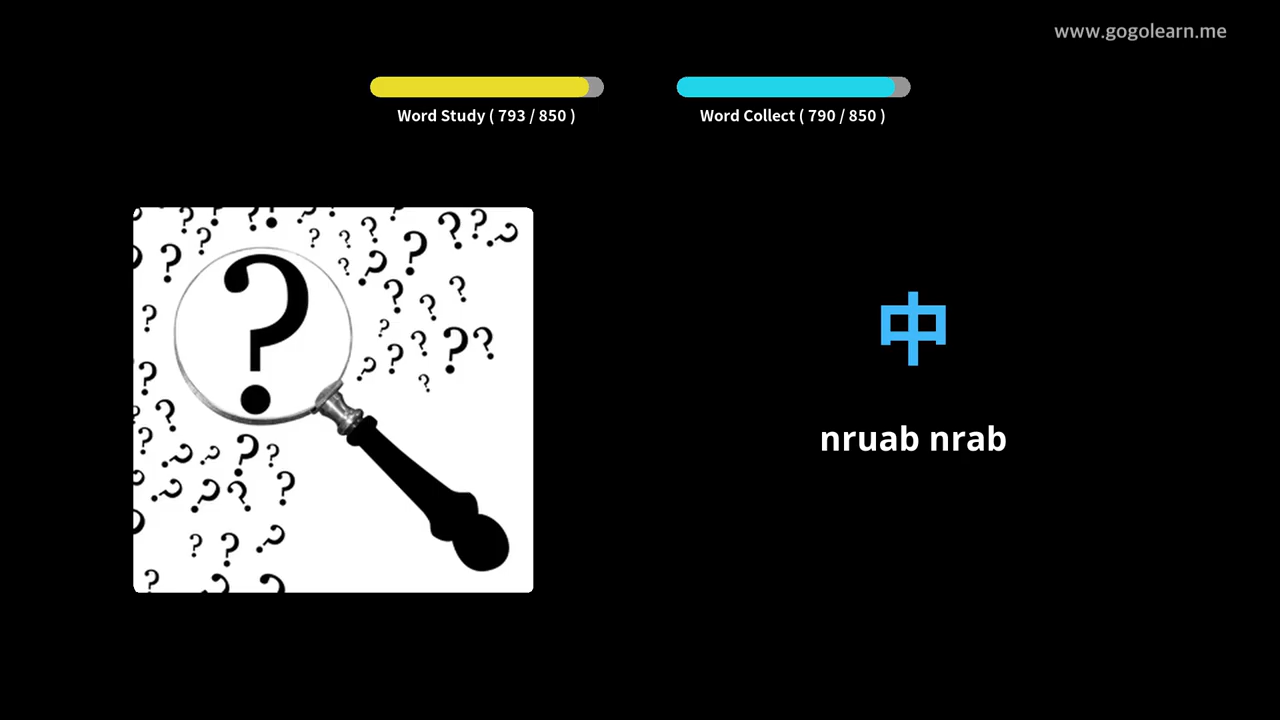 www.gogolearn.me
Word Study ( 793 / 850 )
Word Collect ( 790 / 850 )
中
nruab nrab